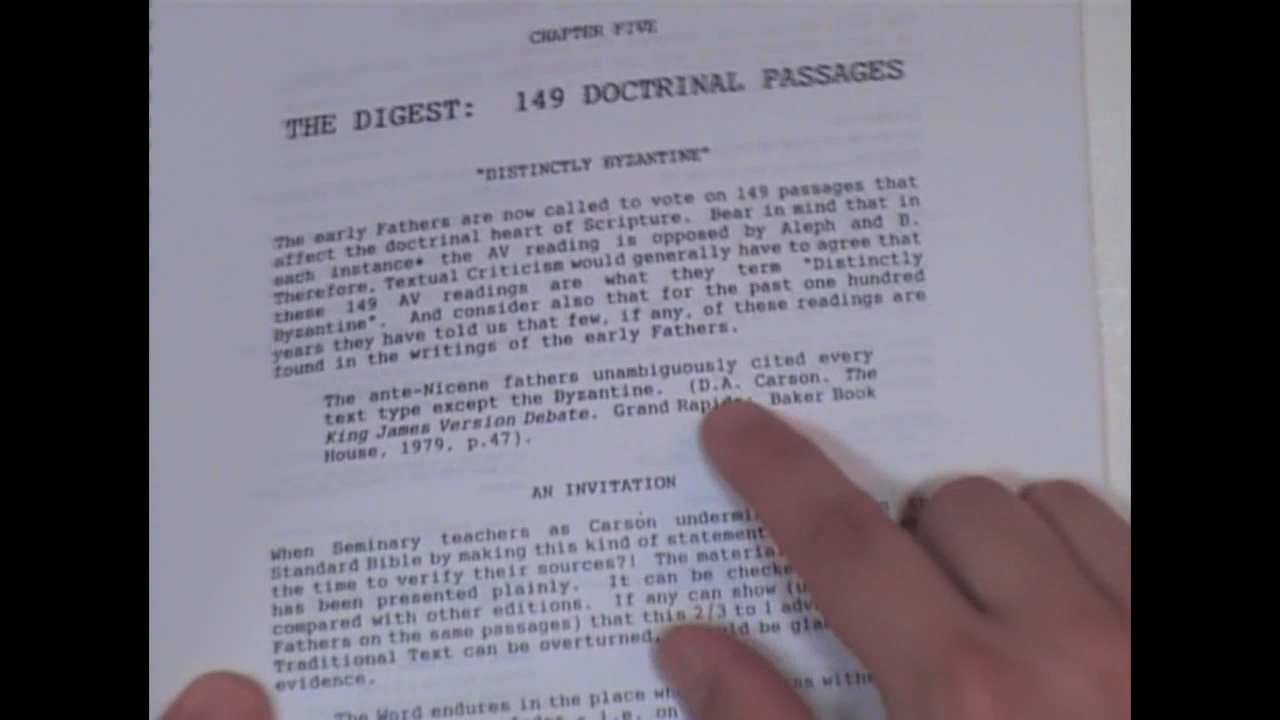 CHAPTER FIVE
THE DIGEST: 149 DOCTRINAL PASSAGES
"DISTINCTLY BYZANTINE"
The early Fathers are now called to vote on 149 passages that
affect the doctrinal heart of Scripture. Bear in mind that in
each instance* the AV reading is opposed by Aleph and B.
Therefore, Textual Criticism would generally have to agree that
these 149 AV readings are what they term "Distinctly
Byzantine". And consider also that for the past one hundred
years they have told us that few, if any, of these readings are
found in the writings of the early Fathers.
The ante-Nicene fathers unambiguously cited every
text type except the Byzantine. (D.A. Carson. The
King James Version Debate. Grand Rapids: Baker Book
House, 1979, p.47).
AN INVITATION
When Seminary teachers as Carson
Standard Bible by making this kind of statement
the time to verify their sources?! The material
has been presented plainly. It can be
compared with other editions. If any can show
Fathers on the same passages) that this 2/3 to 1
Traditional Text can be overturned, be
evidence.
The Word endures in the place
i.e. on